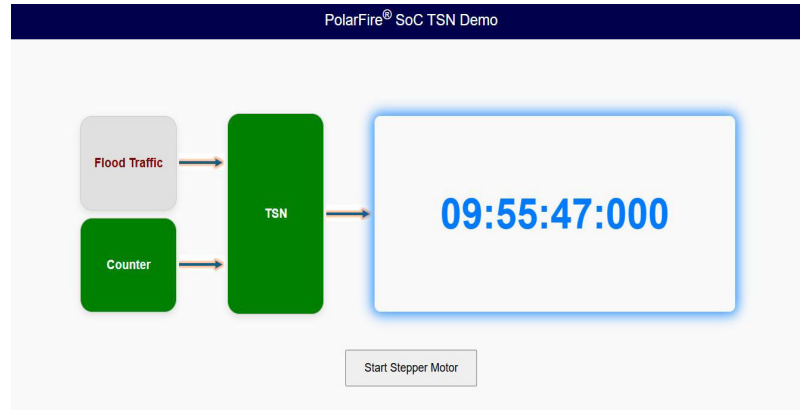 PolarFire® SoC TSN Demo
Flood Traffic
TSN
Counter
09:55:47:000
Start Stepper Motor